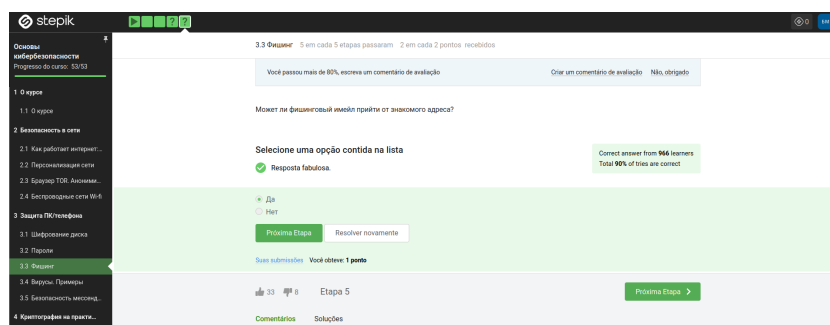 stepik
? ?
0
Основы
кибербезопасности
Progresso do curso: 53/53
1 О курсе
1.1 О курсе
2 Безопасность в сети
2.1 Как работает интернет:...
2.2 Персонализация сети
2.3 Браузер TOR. Аноними...
2.4 Беспроводные сети Wi-fi
3 Защита ПК/телефона
3.1 Шифрование диска
3.2 Пароли
3.3 Фишинг
3.4 Вирусы. Примеры
3.5 Безопасность мессенд...
4 Криптография на практи...
3.3 Фишинг 5 em cada 5 etapas passaram 2 em cada 2 pontos recebidos
Você passou mais de 80%, escreva um comentário de avaliação
Criar um comentário de avaliação Não, obrigado
Может ли фишинговый имейл прийти от знакомого адреса?
Selecione uma opção contida na lista
Resposta fabulosa.
Correct answer from 966 learners
Total 90% of tries are correct
Да
Нет
Próxima Etapa Resolver novamente
Suas submissões Você obteve: 1 ponto
33 8 Etapa 5
Próxima Etapa
Comentários Soluções